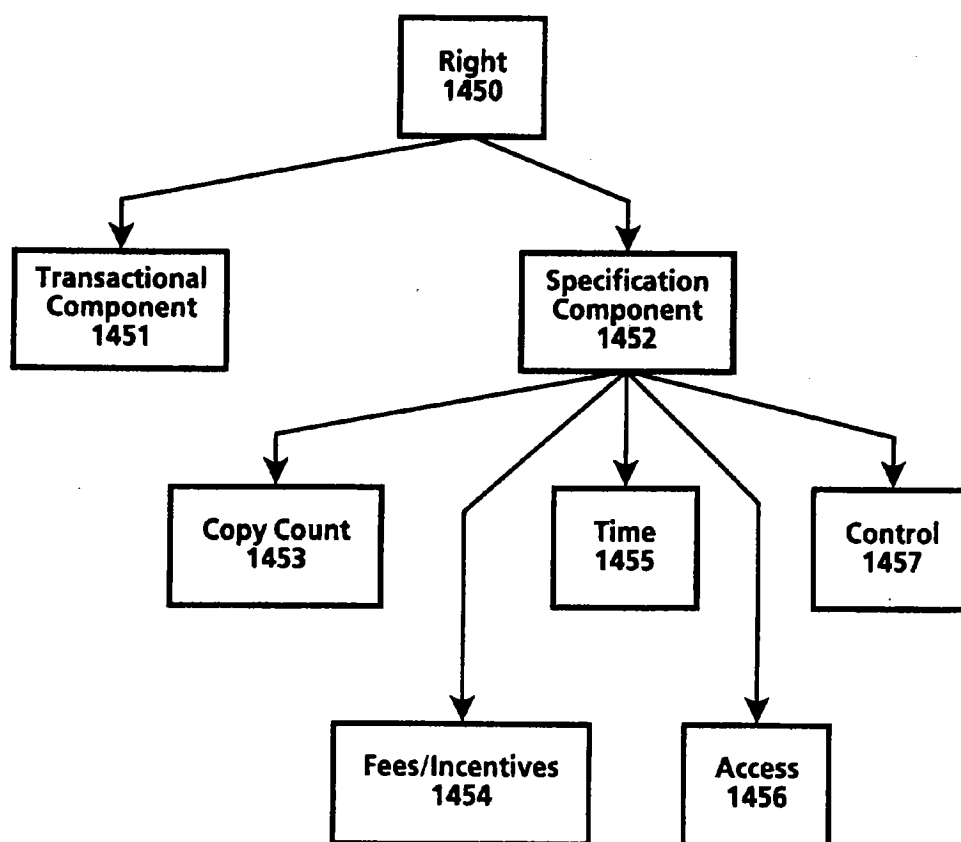 Right
1450
Transactional
Component
1451
Specification
Component
1452
Copy Count
1453
Time
1455
Control
1457
Fees/Incentives
1454
Access
1456